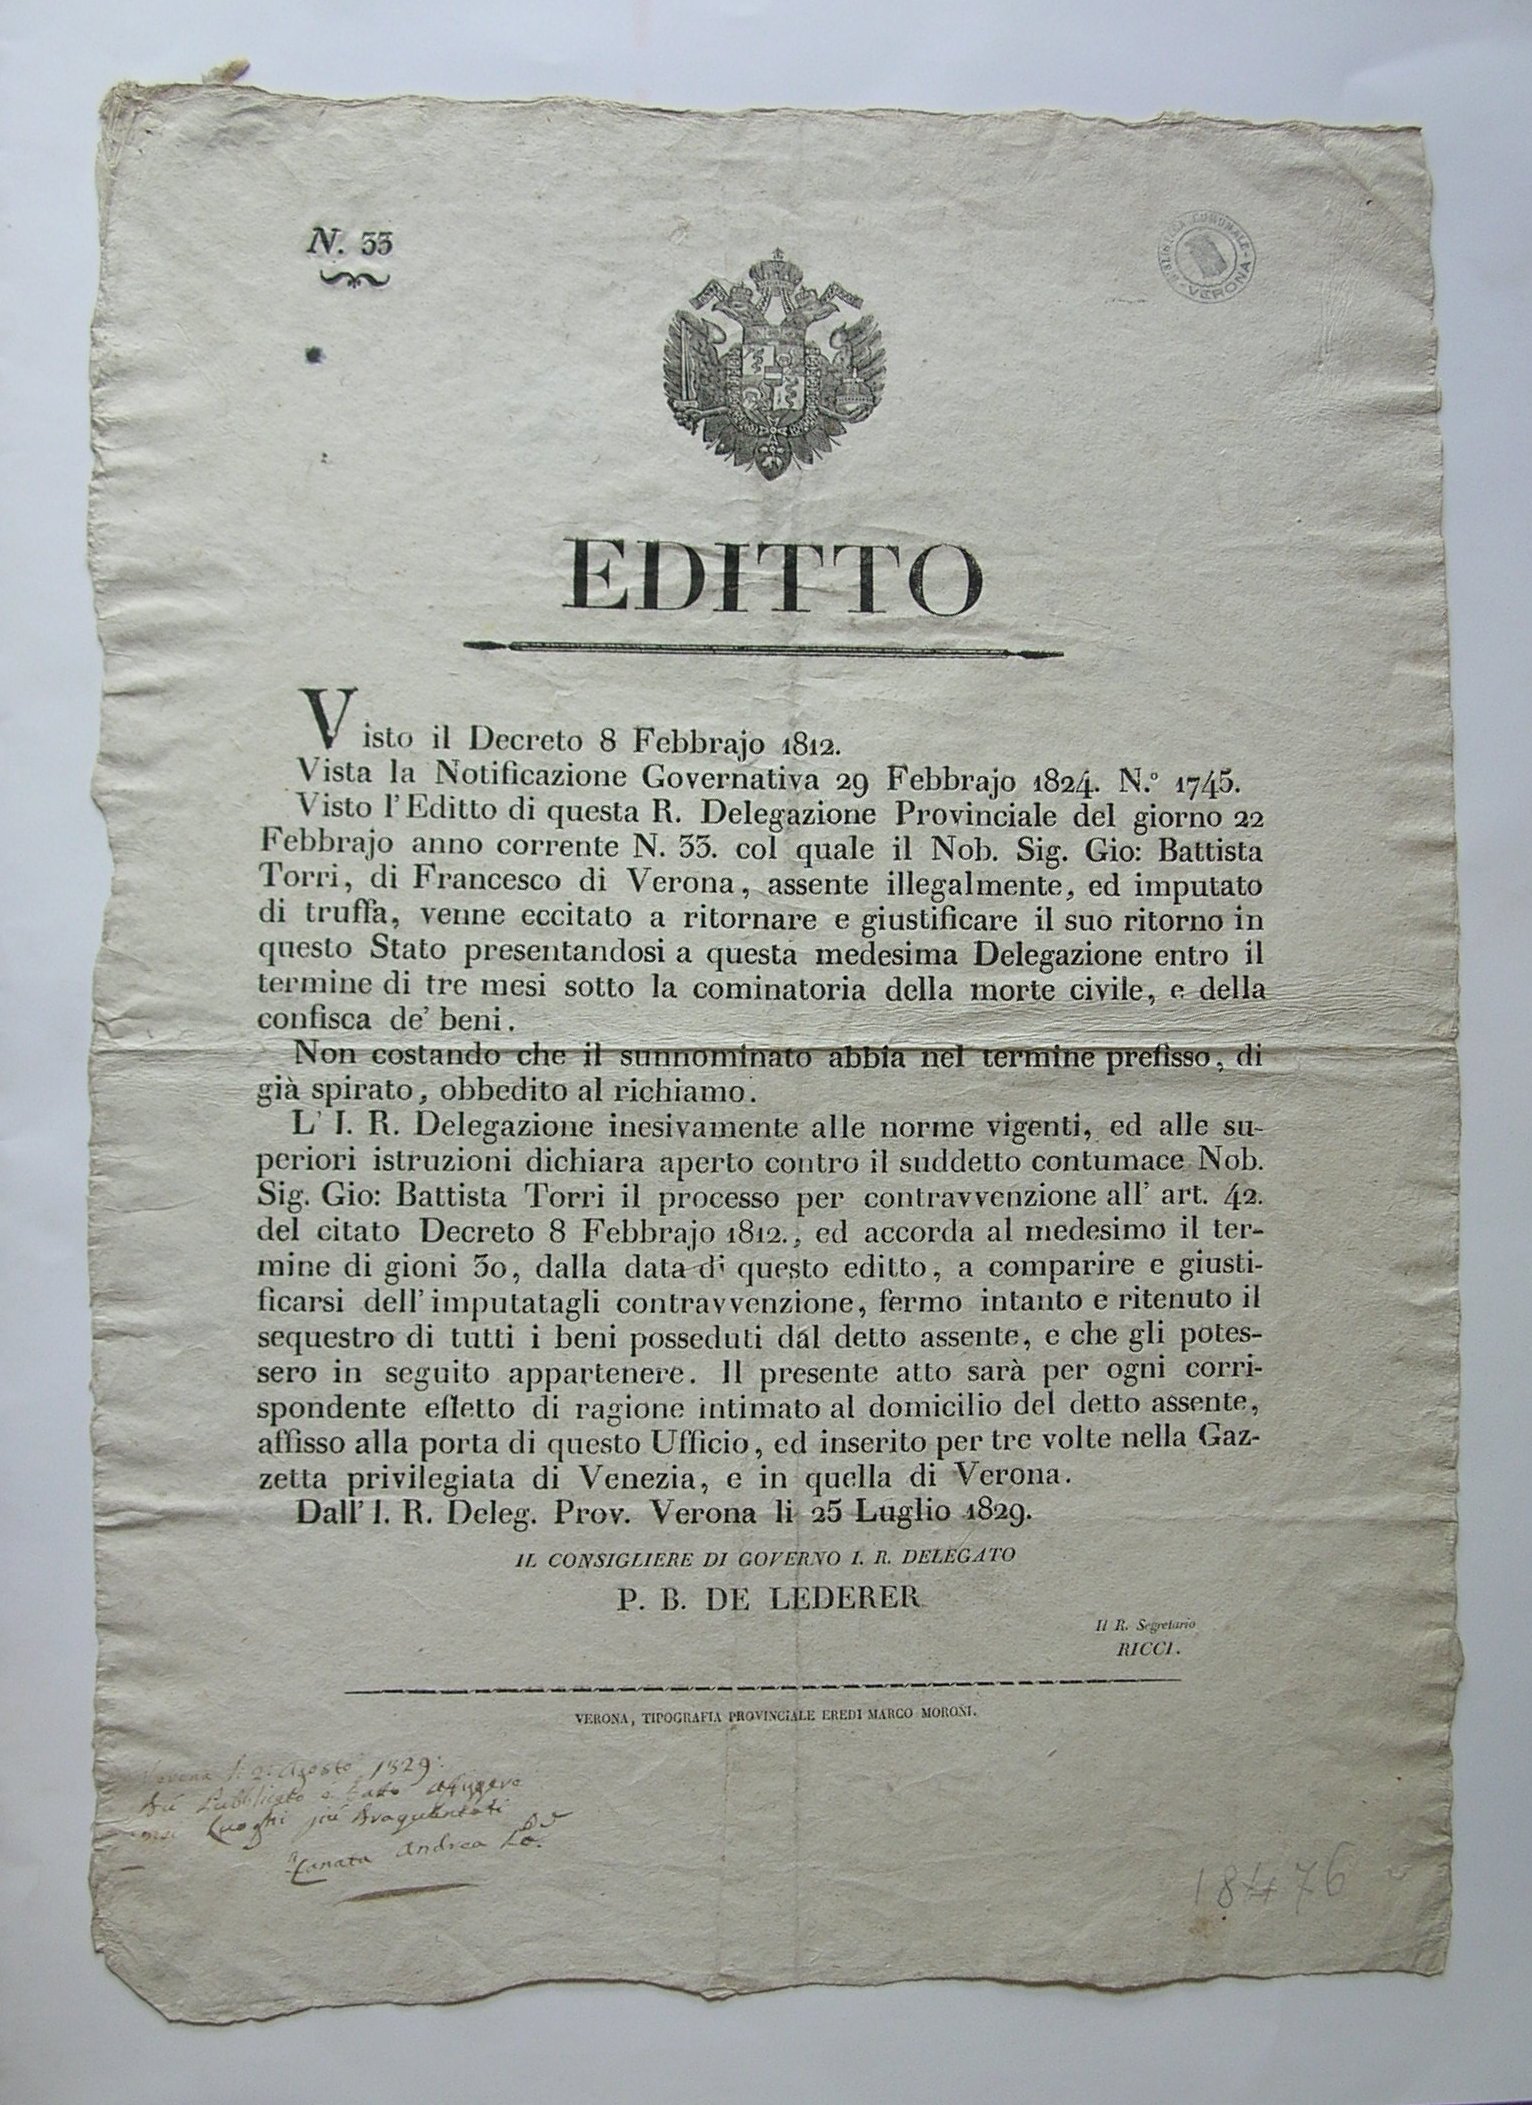 N. 33
BIBLIOTECA COMUNALE
VERONA
EDITTO
Visto il Decreto 8 Febbrajo 1812.
Vista la Notificazione Governativa 29 Febbrajo 1824. N.° 1745.
Visto l'Editto di questa R. Delegazione Provinciale del giorno 22
Febbrajo anno corrente N. 33. col quale il Nob. Sig. Gio: Battista
Torri, di Francesco di Verona, assente illegalmente, ed imputato
di truffa, venne eccitato a ritornare e giustificare il suo ritorno in
questo Stato presentandosi a questa medesima Delegazione entro il
termine di tre mesi sotto la cominatoria della morte civile, e della
confisca de' beni.
Non costando che il sunnominato abbia nel termine prefisso, di
già spirato, obbedito al richiamo.
L' I. R. Delegazione inesivamente alle norme vigenti, ed alle su-
periori istruzioni dichiara aperto contro il suddetto contumace Nob.
Sig. Gio: Battista Torri il processo per contravvenzione all' art. 42.
del citato Decreto 8 Febbrajo 1812., ed accorda al medesimo il ter-
mine di gioni 30, dalla data di questo editto, a comparire e giusti-
ficarsi dell' imputatagli contravvenzione, fermo intanto e ritenuto il
sequestro di tutti i beni posseduti dal detto assente, e che gli potes-
sero in seguito appartenere. Il presente atto sarà per ogni corri-
spondente effetto di ragione intimato al domicilio del detto assente,
affisso alla porta di questo Ufficio, ed inserito per tre volte nella Gaz-
zetta privilegiata di Venezia, e in quella di Verona.
Dall' I. R. Deleg. Prov. Verona li 25 Luglio 1829.
IL CONSIGLIERE DI GOVERNO I. R. DELEGATO
P. B. DE LEDERER
Il R. Segretario
RICCI.
VERONA, TIPOGRAFIA PROVINCIALE EREDI MARCO MORONI.
Verona li 2 Agosto 1829.
Pubblicato e fatto affigere
nei Luoghi più
Andrea
18476